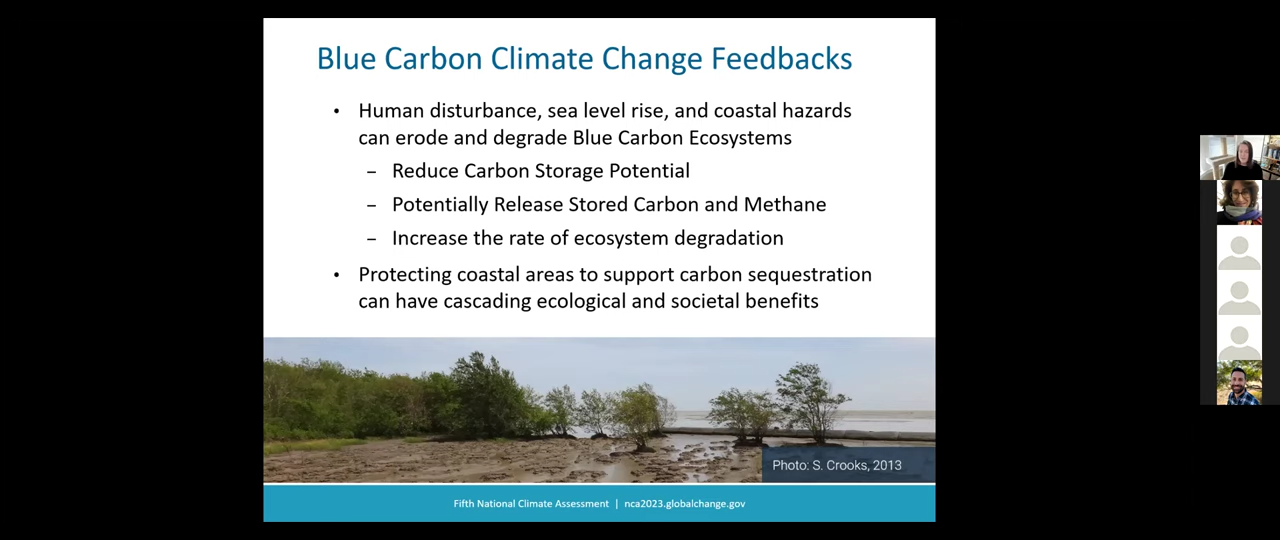 Blue Carbon Climate Change Feedbacks
• Human disturbance, sea level rise, and coastal hazards
can erode and degrade Blue Carbon Ecosystems
– Reduce Carbon Storage Potential
– Potentially Release Stored Carbon and Methane
– Increase the rate of ecosystem degradation
• Protecting coastal areas to support carbon sequestration
can have cascading ecological and societal benefits
Photo: S. Crooks, 2013
Fifth National Climate Assessment | nca2023.globalchange.gov